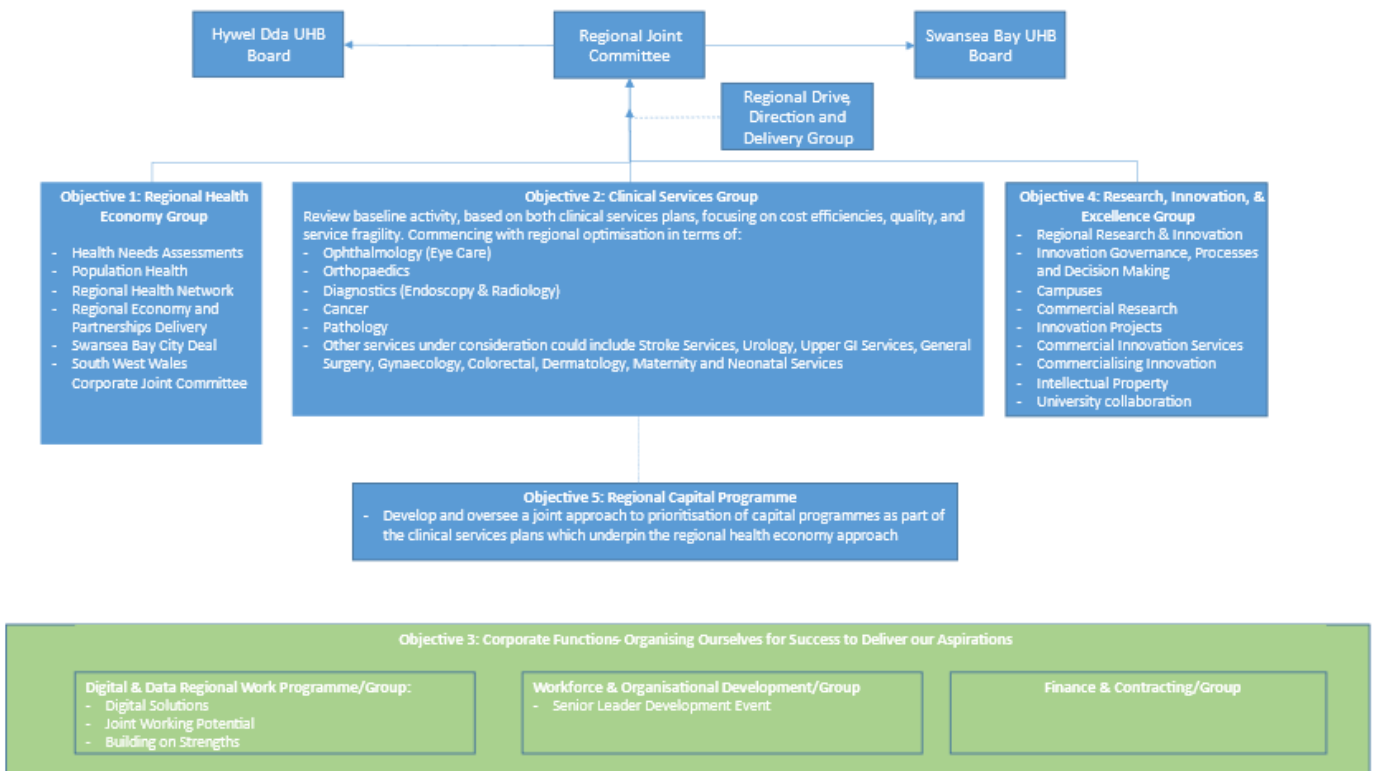 Hywel Dda UHB
Board
Regional Joint
Committee
Swansea Bay UHB
Board
Regional Drive,
Direction and
Delivery Group
Objective 1: Regional Health
Economy Group
- Health Needs Assessments
- Population Health
- Regional Health Network
- Regional Economy and
Partnerships Delivery
- Swansea Bay City Deal
- South West Wales
Corporate Joint Committee
Objective 2: Clinical Services Group
Review baseline activity, based on both clinical services plans, focusing on cost efficiencies, quality, and
service fragility. Commencing with regional optimisation in terms of:
- Ophthalmology (Eye Care)
- Orthopaedics
- Diagnostics (Endoscopy & Radiology)
- Cancer
- Pathology
- Other services under consideration could include Stroke Services, Urology, Upper GI Services, General
Surgery, Gynaecology, Colorectal, Dermatology, Maternity and Neonatal Services
Objective 4: Research, Innovation, &
Excellence Group
- Regional Research & Innovation
- Innovation Governance, Processes
and Decision Making
- Campuses
- Commercial Research
- Innovation Projects
- Commercial Innovation Services
- Commercialising Innovation
- Intellectual Property
- University collaboration
Objective 5: Regional Capital Programme
- Develop and oversee a joint approach to prioritisation of capital programmes as part of
the clinical services plans which underpin the regional health economy approach
Objective 3: Corporate Functions- Organising Ourselves for Success to Deliver our Aspirations
Digital & Data Regional Work Programme/Group:
- Digital Solutions
- Joint Working Potential
- Building on Strengths
Workforce & Organisational Development/Group
- Senior Leader Development Event
Finance & Contracting/Group